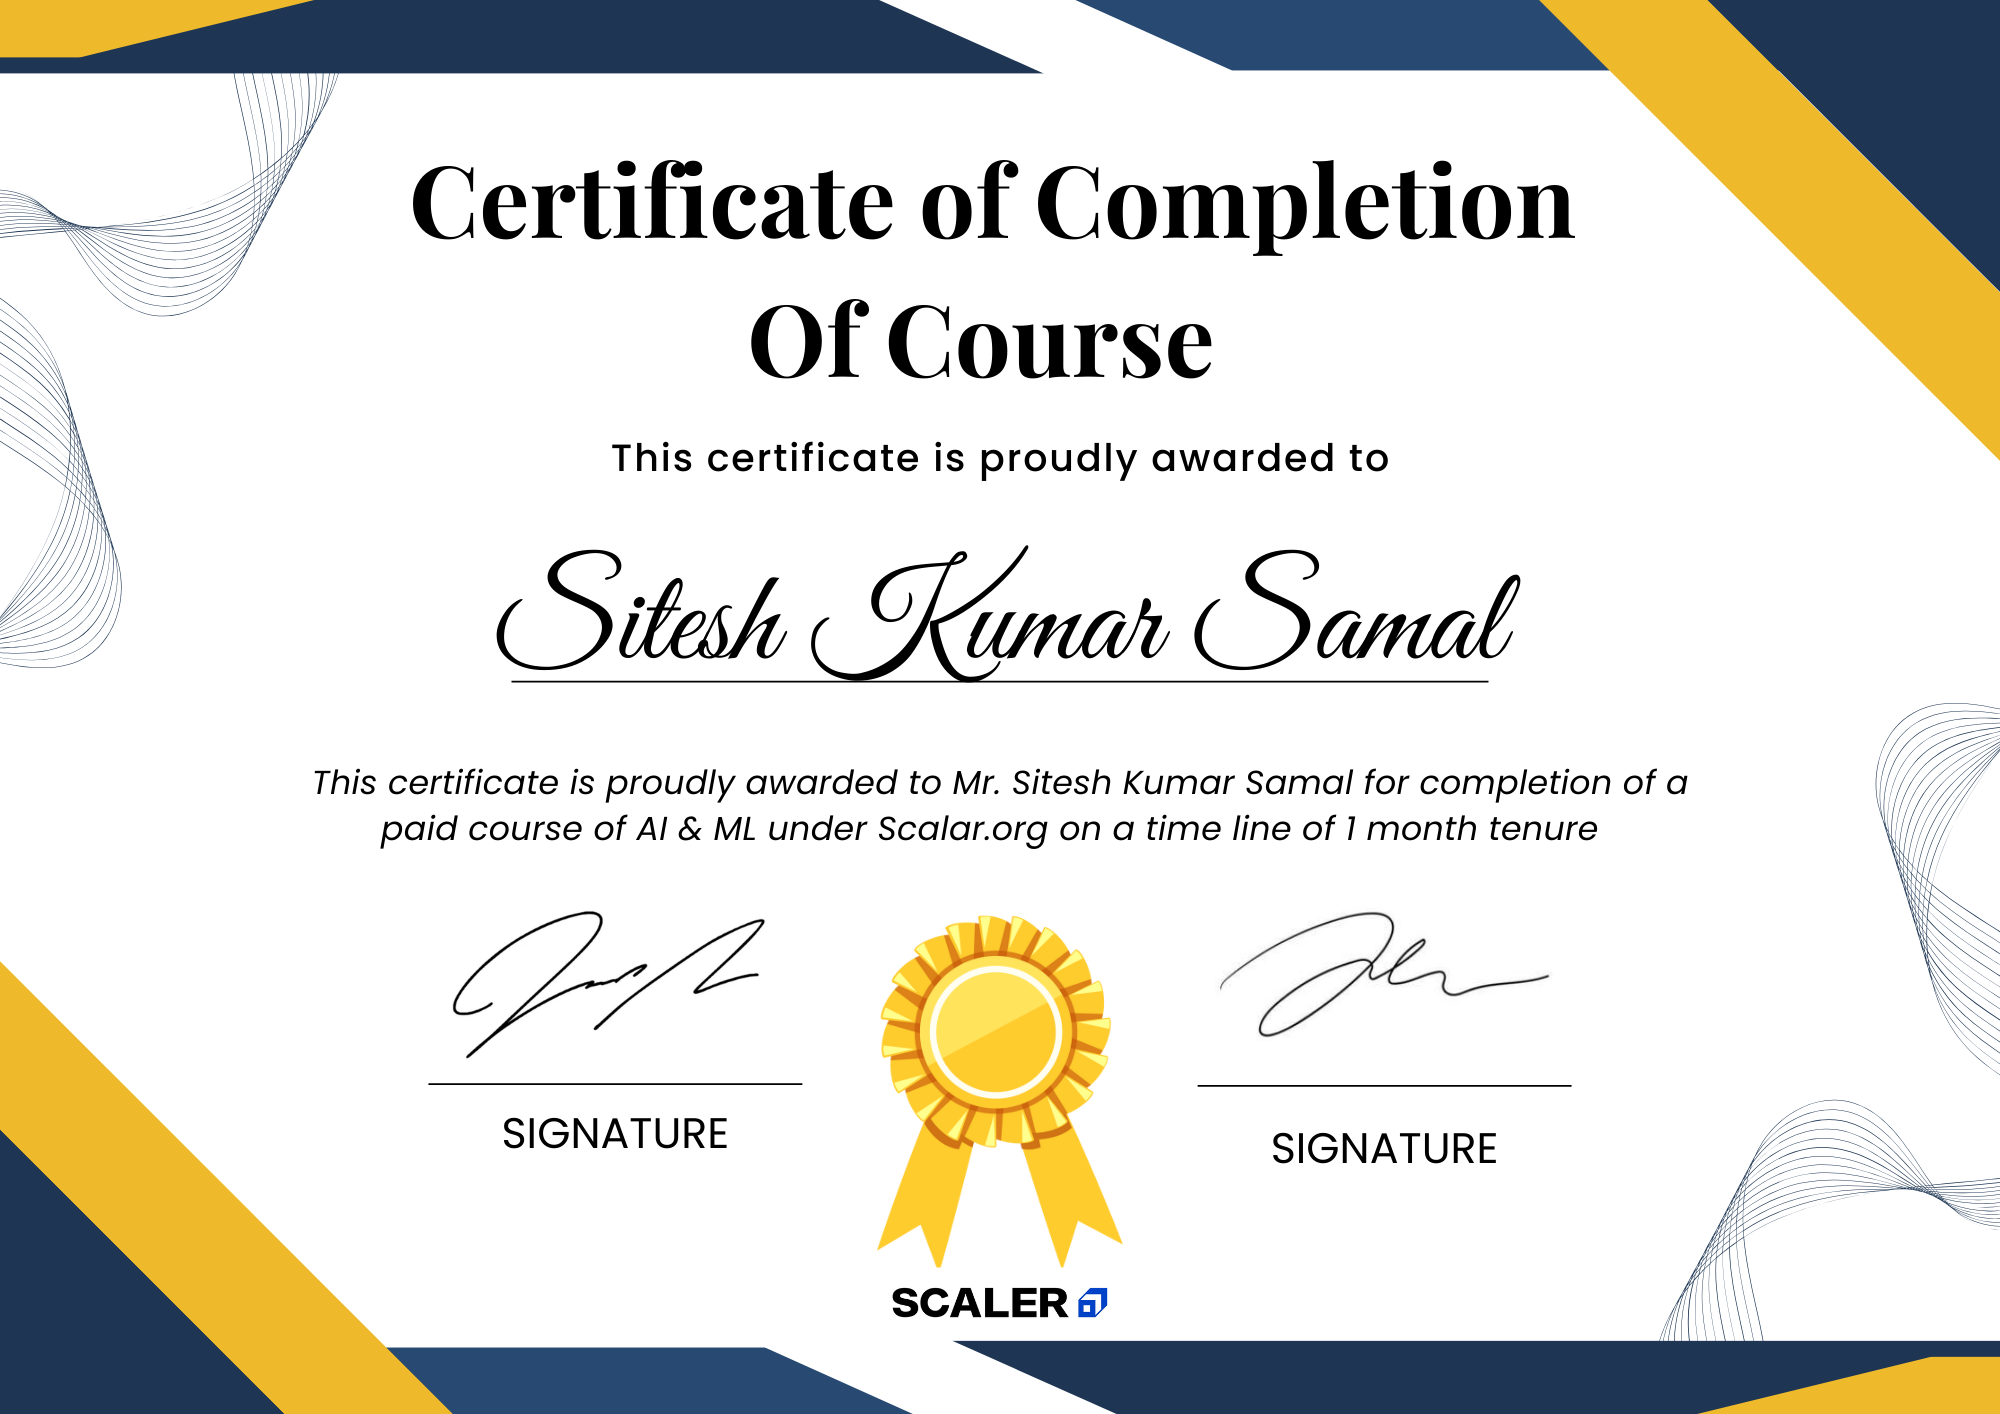 Certificate of Completion
Of Course
This certificate is proudly awarded to
Sitesh Kumar Samal
This certificate is proudly awarded to Mr. Sitesh Kumar Samal for completion of a
paid course of AI & ML under Scalar.org on a time line of 1 month tenure
SIGNATURE
SIGNATURE
SCALER